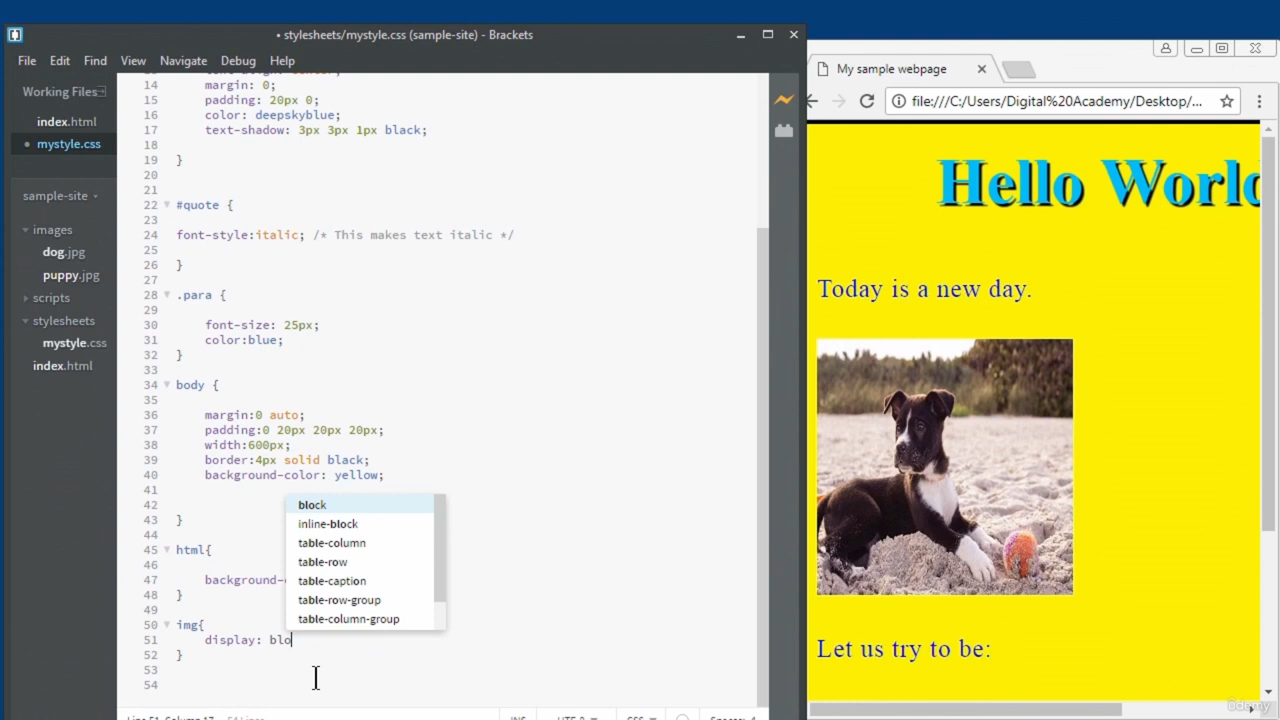 • stylesheets/mystyle.css (sample-site) - Brackets
File Edit Find View Navigate Debug Help
Working Files
index.html
• mystyle.css
sample-site
images
dog.jpg
puppy.jpg
scripts
stylesheets
mystyle.css
index.html
14 margin: 0;
15 padding: 20px 0;
16 color: deepskyblue;
17 text-shadow: 3px 3px 1px black;
18
19 }
20
21
22 #quote {
23
24 font-style:italic; /* This makes text italic */
25
26 }
27
28 .para {
29
30 font-size: 25px;
31 color:blue;
32 }
33
34 body {
35
36 margin:0 auto;
37 padding:0 20px 20px 20px;
38 width:600px;
39 border:4px solid black;
40 background-color: yellow;
41
42
43 }
44
45 html{
46
47 background-
48 }
49
50 img{
51 display: blo
52 }
53
54
block
inline-block
table-column
table-row
table-caption
table-row-group
table-column-group
My sample webpage
file:///C:/Users/Digital%20Academy/Desktop/...
Hello World
Today is a new day.
Let us try to be:
ûdemy